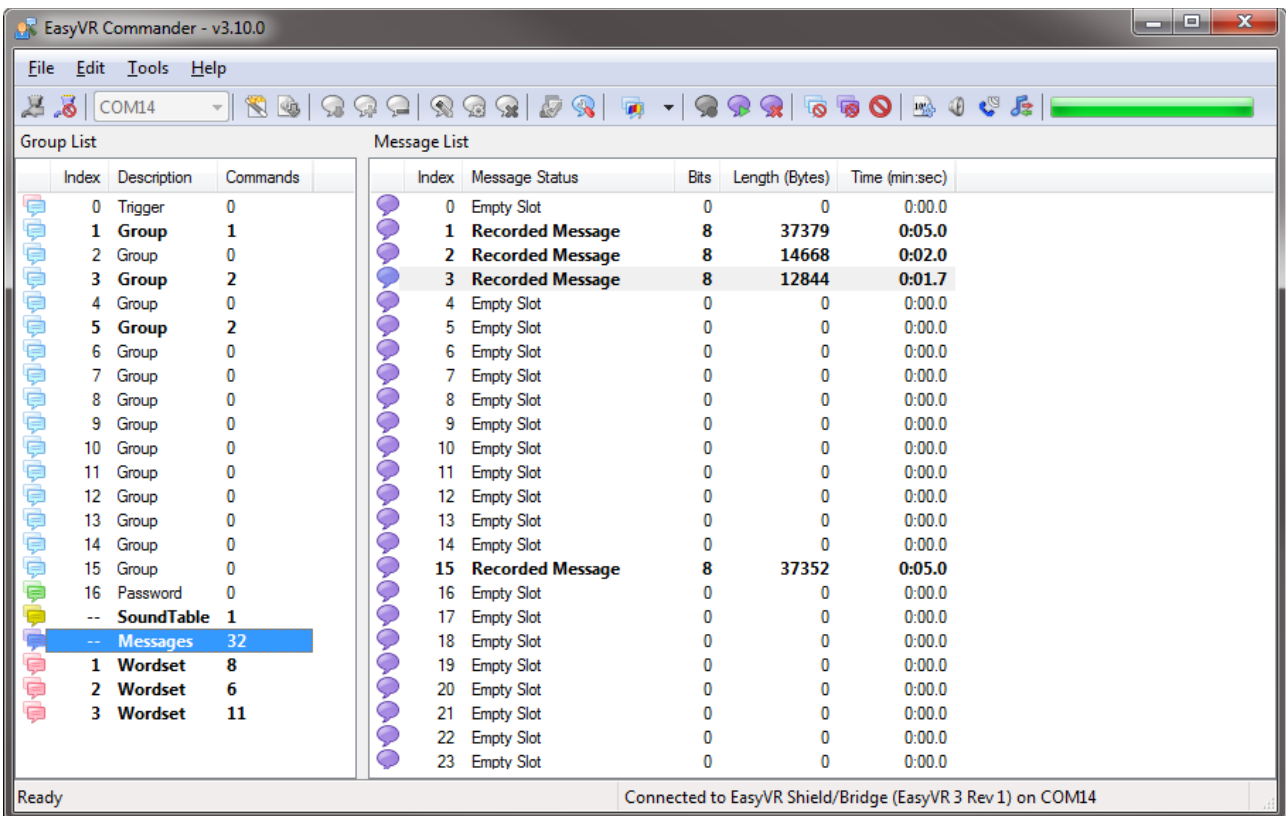 EasyVR Commander - v3.10.0
File Edit Tools Help
COM14
Group List
Index Description Commands
0 Trigger 0
1 Group 1
2 Group 0
3 Group 2
4 Group 0
5 Group 2
6 Group 0
7 Group 0
8 Group 0
9 Group 0
10 Group 0
11 Group 0
12 Group 0
13 Group 0
14 Group 0
15 Group 0
16 Password 0
-- SoundTable 1
-- Messages 32
1 Wordset 8
2 Wordset 6
3 Wordset 11
Message List
Index Message Status Bits Length (Bytes) Time (min:sec)
0 Empty Slot 0 0 0:00.0
1 Recorded Message 8 37379 0:05.0
2 Recorded Message 8 14668 0:02.0
3 Recorded Message 8 12844 0:01.7
4 Empty Slot 0 0 0:00.0
5 Empty Slot 0 0 0:00.0
6 Empty Slot 0 0 0:00.0
7 Empty Slot 0 0 0:00.0
8 Empty Slot 0 0 0:00.0
9 Empty Slot 0 0 0:00.0
10 Empty Slot 0 0 0:00.0
11 Empty Slot 0 0 0:00.0
12 Empty Slot 0 0 0:00.0
13 Empty Slot 0 0 0:00.0
14 Empty Slot 0 0 0:00.0
15 Recorded Message 8 37352 0:05.0
16 Empty Slot 0 0 0:00.0
17 Empty Slot 0 0 0:00.0
18 Empty Slot 0 0 0:00.0
19 Empty Slot 0 0 0:00.0
20 Empty Slot 0 0 0:00.0
21 Empty Slot 0 0 0:00.0
22 Empty Slot 0 0 0:00.0
23 Empty Slot 0 0 0:00.0
Ready
Connected to EasyVR Shield/Bridge (EasyVR 3 Rev 1) on COM14